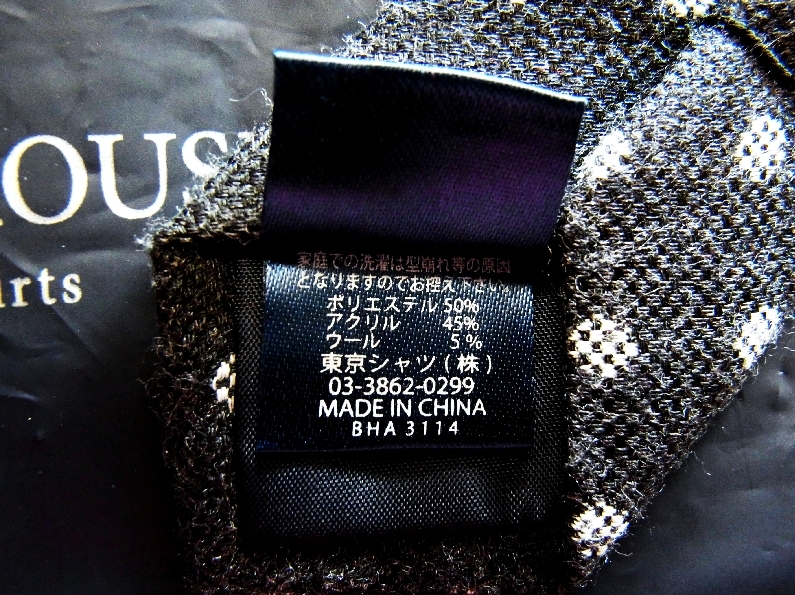 OUS
rts
家庭での洗濯は型崩れ等の原因
となりますのでお控え下さい。
ポリエステル 50%
アクリル 45%
ウール 5%
東京シャツ(株)
03-3862-0299
MADE IN CHINA
BHA 3114